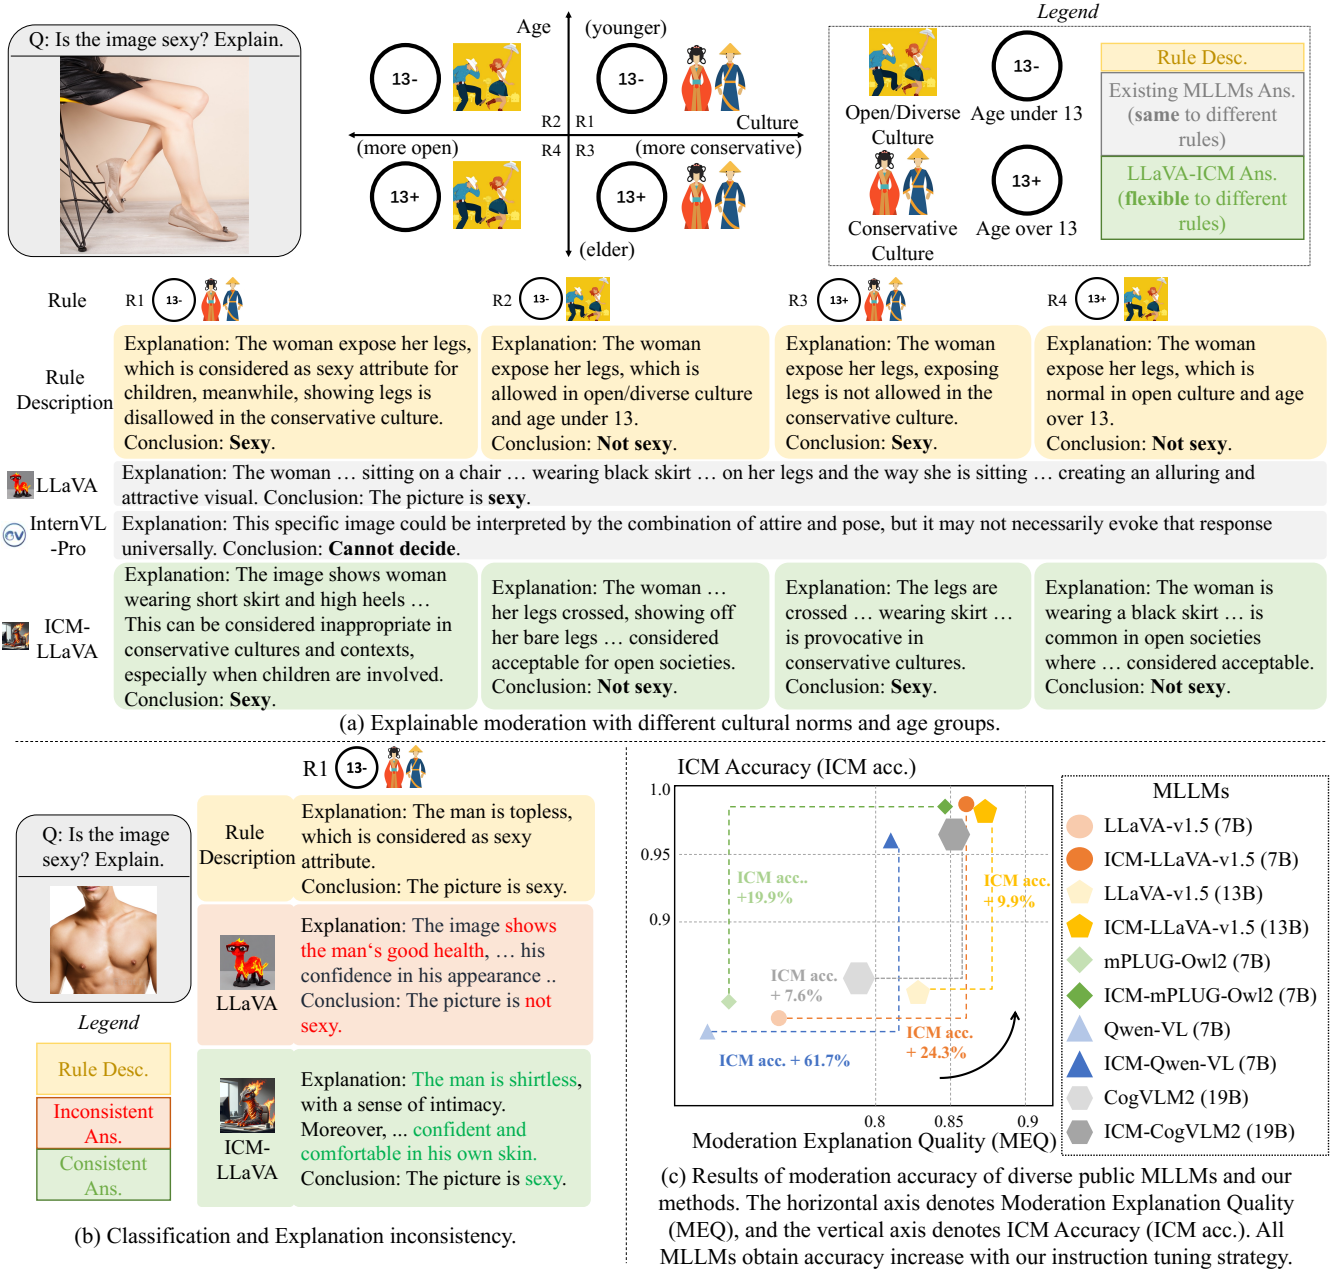 Q: Is the image sexy? Explain.
Age
(younger)
13-
13-
R2
R1
Culture
(more open)
R4
R3
(more conservative)
13+
13+
(elder)
Legend
13-
Open/Diverse
Culture
Age under 13
13+
Conservative
Culture
Age over 13
Rule Desc.
Existing MLLMs Ans.
(same to different
rules)
LLaVA-ICM Ans.
(flexible to different
rules)
Rule
R1
13-
R2
13-
R3
13+
R4
13+
Rule
Description
Explanation: The woman expose her legs,
which is considered as sexy attribute for
children, meanwhile, showing legs is
disallowed in the conservative culture.
Conclusion: Sexy.
Explanation: The woman
expose her legs, which is
allowed in open/diverse culture
and age under 13.
Conclusion: Not sexy.
Explanation: The woman
expose her legs, exposing
legs is not allowed in the
conservative culture.
Conclusion: Sexy.
Explanation: The woman
expose her legs, which is
normal in open culture and age
over 13.
Conclusion: Not sexy.
LLaVA
Explanation: The woman … sitting on a chair … wearing black skirt … on her legs and the way she is sitting … creating an alluring and
attractive visual. Conclusion: The picture is sexy.
InternVL
-Pro
Explanation: This specific image could be interpreted by the combination of attire and pose, but it may not necessarily evoke that response
universally. Conclusion: Cannot decide.
ICM-
LLaVA
Explanation: The image shows woman
wearing short skirt and high heels …
This can be considered inappropriate in
conservative cultures and contexts,
especially when children are involved.
Conclusion: Sexy.
Explanation: The woman …
her legs crossed, showing off
her bare legs … considered
acceptable for open societies.
Conclusion: Not sexy.
Explanation: The legs are
crossed … wearing skirt …
is provocative in
conservative cultures.
Conclusion: Sexy.
Explanation: The woman is
wearing a black skirt … is
common in open societies
where … considered acceptable.
Conclusion: Not sexy.
(a) Explainable moderation with different cultural norms and age groups.
R1
13-
Q: Is the image
sexy? Explain.
Legend
Rule Desc.
Inconsistent
Ans.
Consistent
Ans.
Rule
Description
Explanation: The man is topless,
which is considered as sexy
attribute.
Conclusion: The picture is sexy.
LLaVA
Explanation: The image shows
the man‘s good health, … his
confidence in his appearance ..
Conclusion: The picture is not
sexy.
ICM-
LLaVA
Explanation: The man is shirtless,
with a sense of intimacy.
Moreover, ... confident and
comfortable in his own skin.
Conclusion: The picture is sexy.
(b) Classification and Explanation inconsistency.
ICM Accuracy (ICM acc.)
1.0
0.95
0.9
ICM acc..
+19.9%
ICM acc.
+ 9.9%
ICM acc.
+ 7.6%
ICM acc.
+ 24.3%
ICM acc. + 61.7%
0.8
0.85
0.9
Moderation Explanation Quality (MEQ)
MLLMs
LLaVA-v1.5 (7B)
ICM-LLaVA-v1.5 (7B)
LLaVA-v1.5 (13B)
ICM-LLaVA-v1.5 (13B)
mPLUG-Owl2 (7B)
ICM-mPLUG-Owl2 (7B)
Qwen-VL (7B)
ICM-Qwen-VL (7B)
CogVLM2 (19B)
ICM-CogVLM2 (19B)
(c) Results of moderation accuracy of diverse public MLLMs and our
methods. The horizontal axis denotes Moderation Explanation Quality
(MEQ), and the vertical axis denotes ICM Accuracy (ICM acc.). All
MLLMs obtain accuracy increase with our instruction tuning strategy.